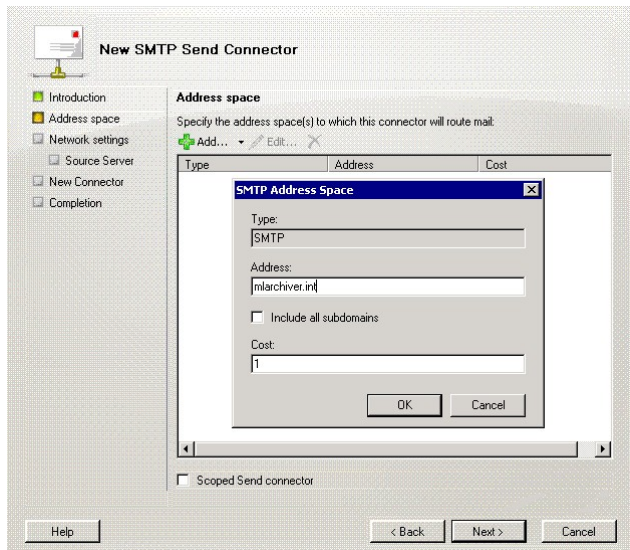 New SMTP Send Connector
Introduction
Address space
Network settings
Source Server
New Connector
Completion
Address space
Specify the address space(s) to which this connector will route mail:
Add... Edit...
Type Address Cost
SMTP Address Space
Type:
SMTP
Address:
mlarchiver.int
Include all subdomains
Cost:
1
OK Cancel
Scoped Send connector
Help < Back Next > Cancel